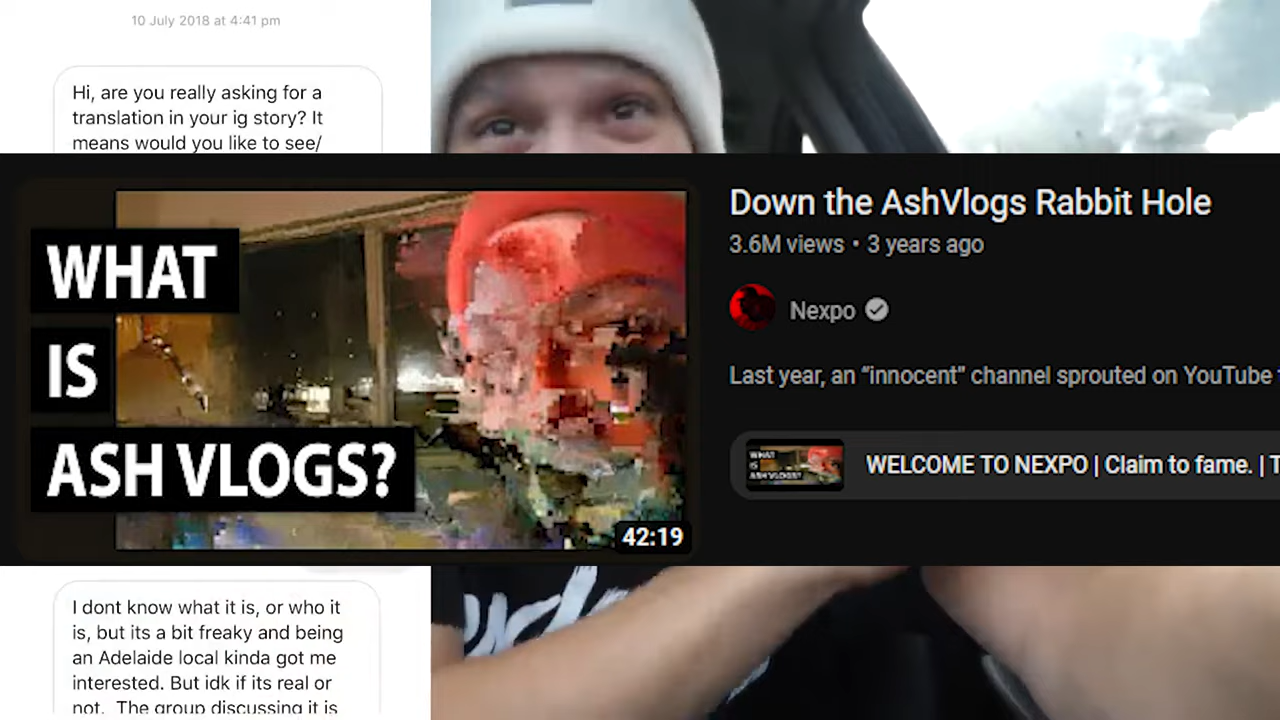 10 July 2018 at 4:41 pm
Hi, are you really asking for a
translation in your ig story? It
means would you like to see/
WHAT
IS
ASH VLOGS?
42:19
Down the AshVlogs Rabbit Hole
3.6M views • 3 years ago
Nexpo
Last year, an “innocent” channel sprouted on YouTube
WHAT
IS
ASH VLOGS?
WELCOME TO NEXPO | Claim to fame. | T
I dont know what it is, or who it
is, but its a bit freaky and being
an Adelaide local kinda got me
interested. But idk if its real or
not. The group discussing it is